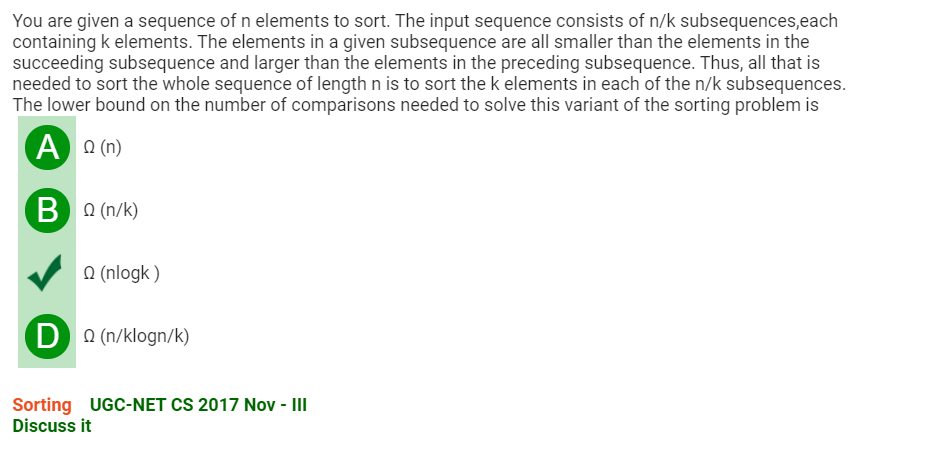 You are given a sequence of n elements to sort. The input sequence consists of n/k subsequences,each
containing k elements. The elements in a given subsequence are all smaller than the elements in the
succeeding subsequence and larger than the elements in the preceding subsequence. Thus, all that is
needed to sort the whole sequence of length n is to sort the k elements in each of the n/k subsequences.
The lower bound on the number of comparisons needed to solve this variant of the sorting problem is
A Ω (n)
B Ω (n/k)
Ω (nlogk )
D Ω (n/klogn/k)
Sorting UGC-NET CS 2017 Nov - III
Discuss it